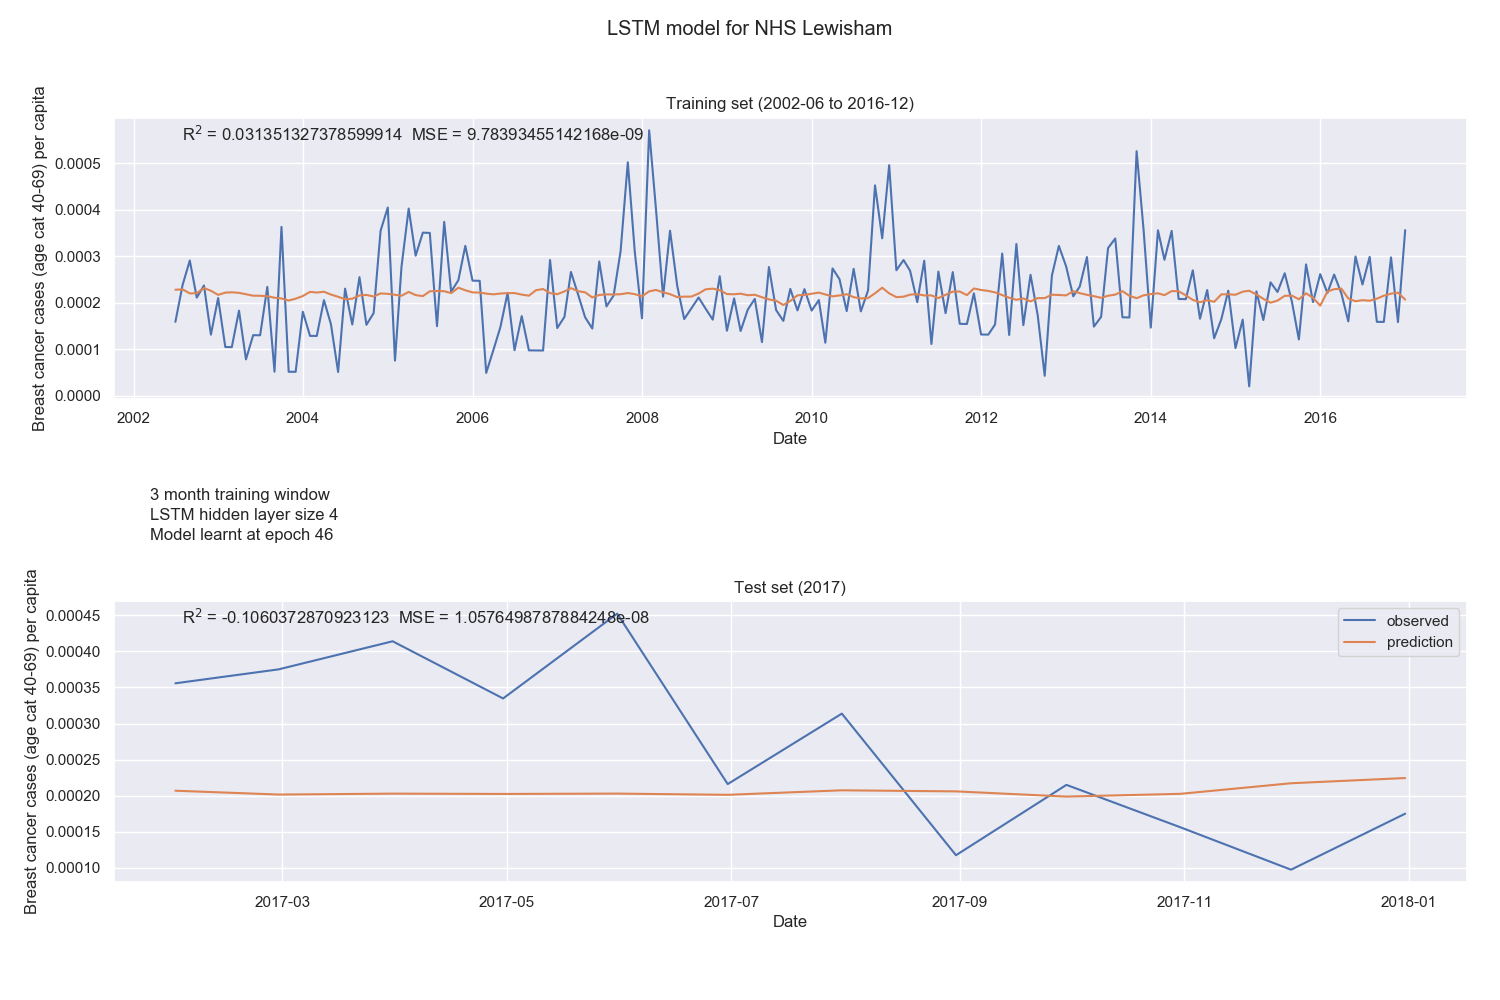 LSTM model for NHS Lewisham
Training set (2002-06 to 2016-12)
R² = 0.031351327378599914 MSE = 9.78393455142168e-09
Breast cancer cases (age cat 40-69) per capita
0.0005
0.0004
0.0003
0.0002
0.0001
0.0000
2002 2004 2006 2008 2010 2012 2014 2016
Date
3 month training window
LSTM hidden layer size 4
Model learnt at epoch 46
Test set (2017)
R² = -0.1060372870923123 MSE = 1.0576498787884248e-08
observed
prediction
Breast cancer cases (age cat 40-69) per capita
0.00045
0.00040
0.00035
0.00030
0.00025
0.00020
0.00015
0.00010
2017-03 2017-05 2017-07 2017-09 2017-11 2018-01
Date